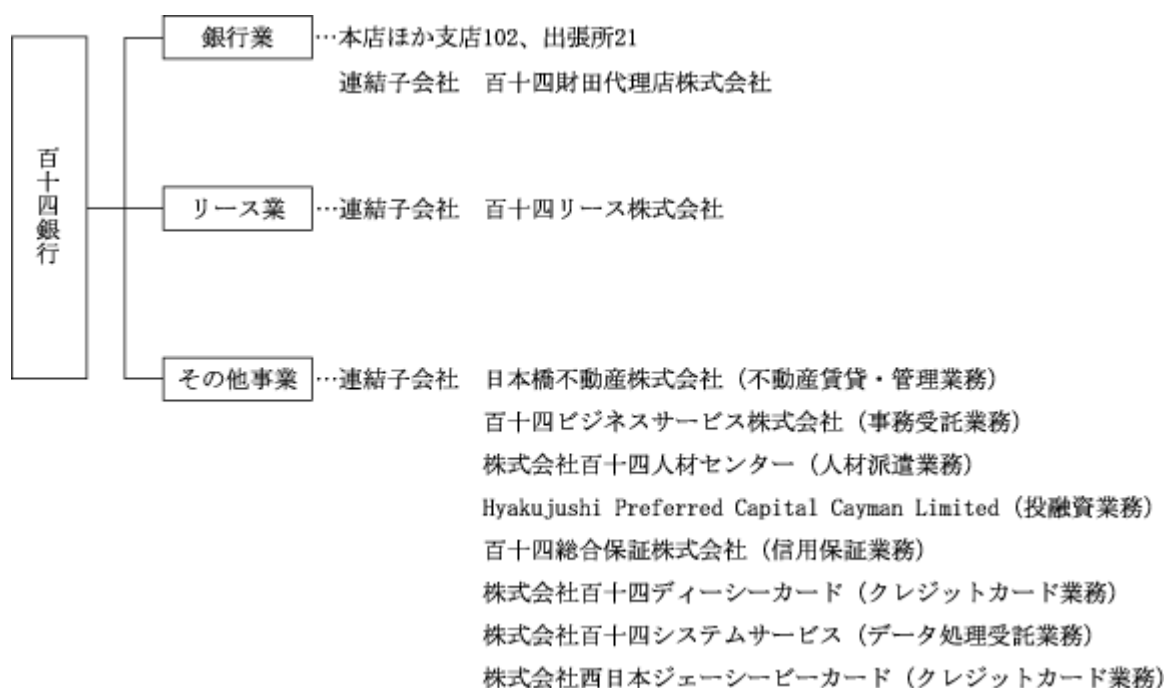 百十四銀行
銀行業…本店ほか支店102、出張所21
連結子会社 百十四財田代理店株式会社
リース業…連結子会社 百十四リース株式会社
その他事業…連結子会社 日本橋不動産株式会社（不動産賃貸・管理業務）
百十四ビジネスサービス株式会社（事務受託業務）
株式会社百十四人材センター（人材派遣業務）
Hyakujushi Preferred Capital Cayman Limited（投融資業務）
百十四総合保証株式会社（信用保証業務）
株式会社百十四ディーシーカード（クレジットカード業務）
株式会社百十四システムサービス（データ処理受託業務）
株式会社西日本ジェーシービーカード（クレジットカード業務）